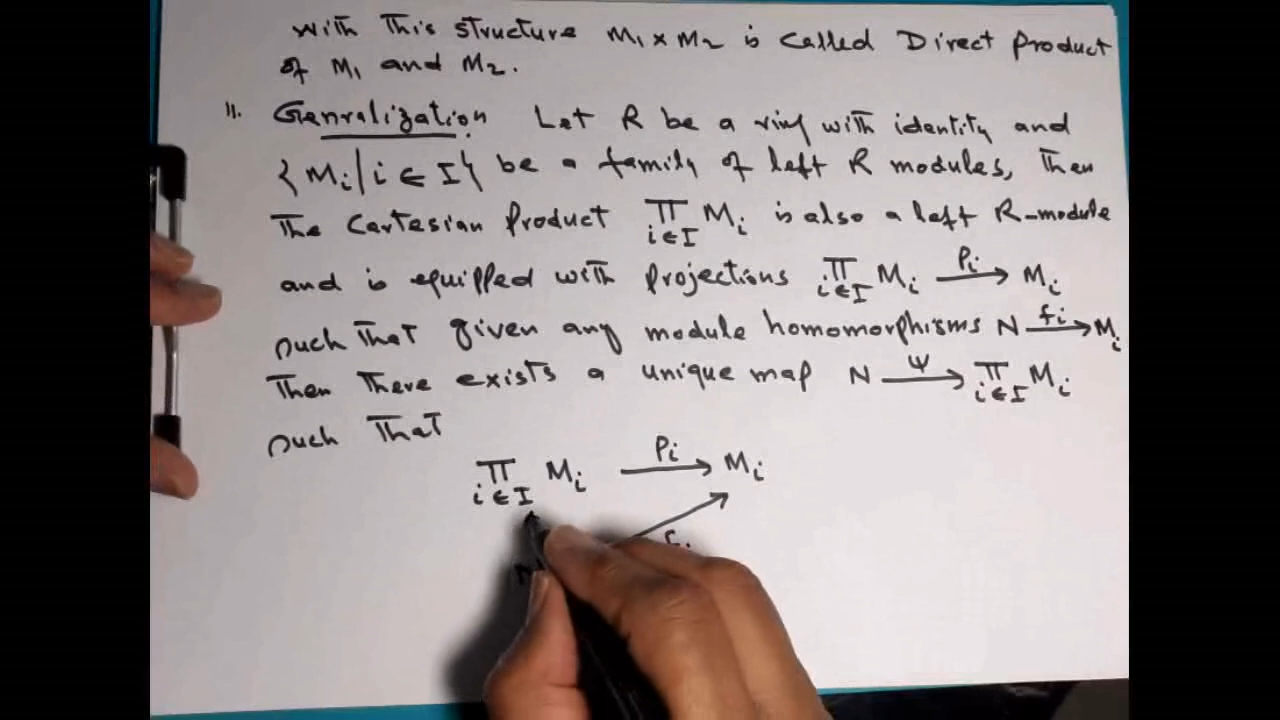 with This structure M₁ x M₂ is called Direct Product
of M₁ and M₂.
11. Genralization Let R be a ring with identity and
{Mᵢ | i ∈ I} be a family of left R modules, Then
The Cartesian Product ∏ Mᵢ is also a left R-module
i ∈ I
and is equipped with projections ∏ Mᵢ —Pᵢ→ Mᵢ
i ∈ I
such That given any module homomorphisms N —fᵢ→ Mᵢ
Then There exists a unique map N —Ψ→ ∏ Mᵢ
i ∈ I
such That
∏ Mᵢ —Pᵢ→ Mᵢ
i ∈ I